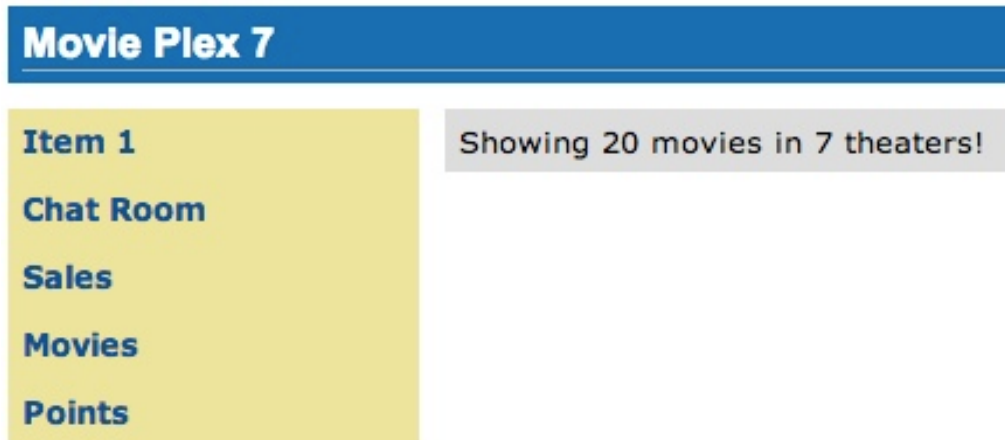 Movie Plex 7
Item 1
Showing 20 movies in 7 theaters!
Chat Room
Sales
Movies
Points